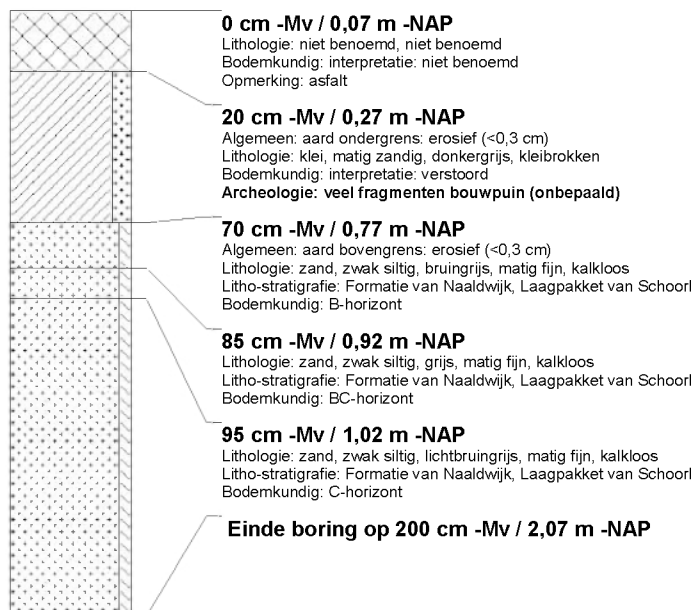 0 cm -Mv / 0,07 m -NAP
Lithologie: niet benoemd, niet benoemd
Bodemkundig: interpretatie: niet benoemd
Opmerking: asfalt
20 cm -Mv / 0,27 m -NAP
Algemeen: aard ondergrens: erosief (<0,3 cm)
Lithologie: klei, matig zandig, donkergrijs, kleibrokken
Bodemkundig: interpretatie: verstoord
Archeologie: veel fragmenten bouwpuin (onbepaald)
70 cm -Mv / 0,77 m -NAP
Algemeen: aard bovengrens: erosief (<0,3 cm)
Lithologie: zand, zwak siltig, bruingrijs, matig fijn, kalkloos
Litho-stratigrafie: Formatie van Naaldwijk, Laagpakket van Schoorl
Bodemkundig: B-horizont
85 cm -Mv / 0,92 m -NAP
Lithologie: zand, zwak siltig, grijs, matig fijn, kalkloos
Litho-stratigrafie: Formatie van Naaldwijk, Laagpakket van Schoorl
Bodemkundig: BC-horizont
95 cm -Mv / 1,02 m -NAP
Lithologie: zand, zwak siltig, lichtbruingrijs, matig fijn, kalkloos
Litho-stratigrafie: Formatie van Naaldwijk, Laagpakket van Schoorl
Bodemkundig: C-horizont
Einde boring op 200 cm -Mv / 2,07 m -NAP